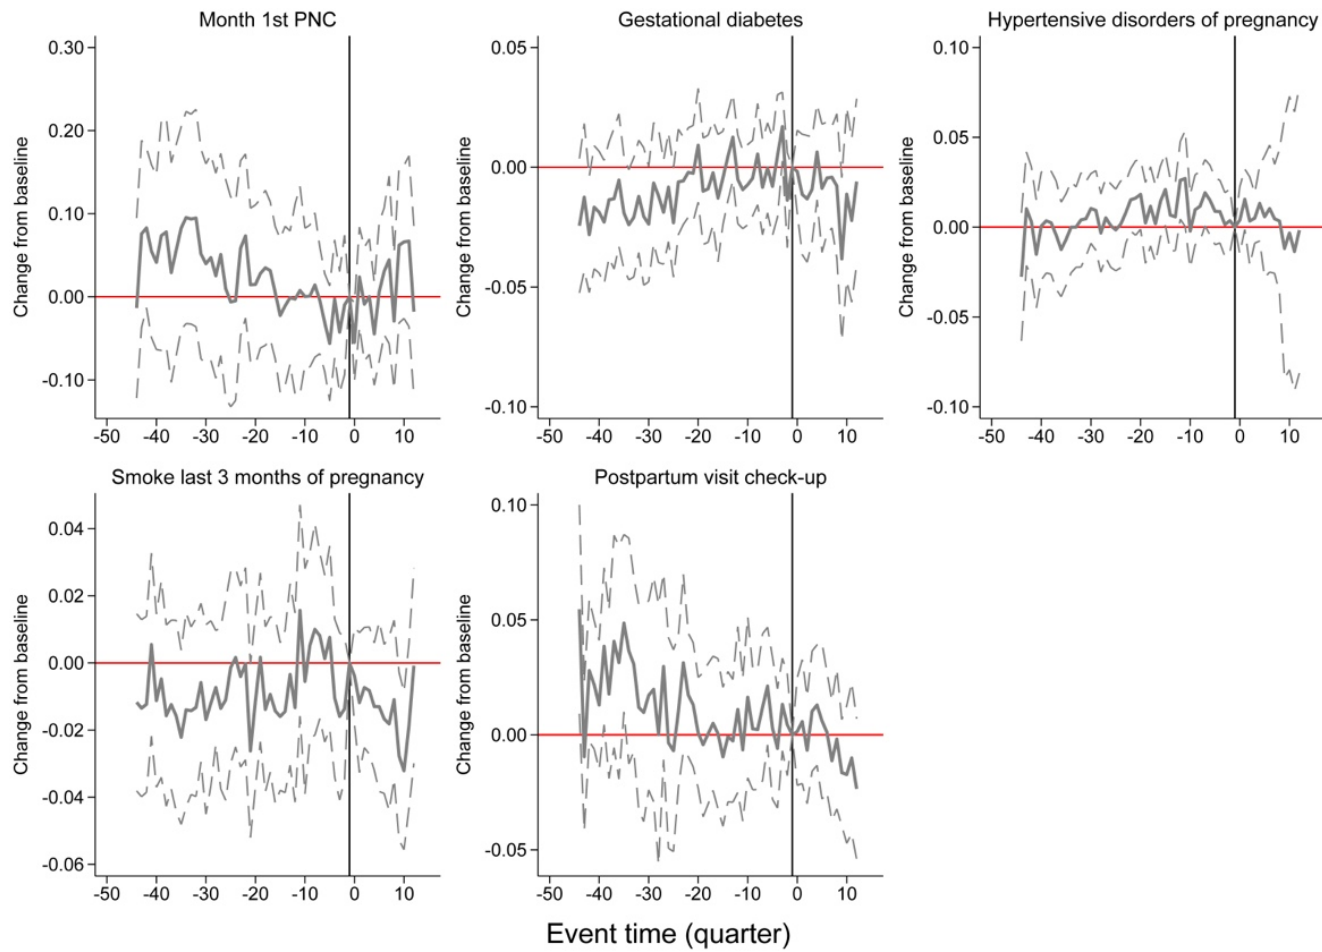 Month 1st PNC
Change from baseline
0.30
0.20
0.10
0.00
-0.10
-50 -40 -30 -20 -10 0 10
Gestational diabetes
Change from baseline
0.05
0.00
-0.05
-0.10
-50 -40 -30 -20 -10 0 10
Hypertensive disorders of pregnancy
Change from baseline
0.10
0.05
0.00
-0.05
-0.10
-50 -40 -30 -20 -10 0 10
Smoke last 3 months of pregnancy
Change from baseline
0.04
0.02
0.00
-0.02
-0.04
-0.06
-50 -40 -30 -20 -10 0 10
Postpartum visit check-up
Change from baseline
0.10
0.05
0.00
-0.05
-50 -40 -30 -20 -10 0 10
Event time (quarter)